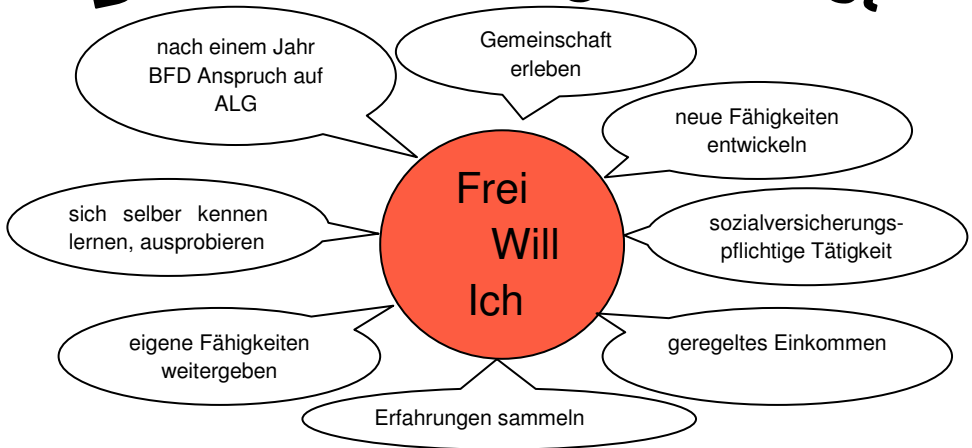 nach einem Jahr
BFD Anspruch auf
ALG
Gemeinschaft
erleben
neue Fähigkeiten
entwickeln
sich selber kennen
lernen, ausprobieren
Frei
Will
Ich
sozialversicherungs-
pflichtige Tätigkeit
eigene Fähigkeiten
weitergeben
geregeltes Einkommen
Erfahrungen sammeln